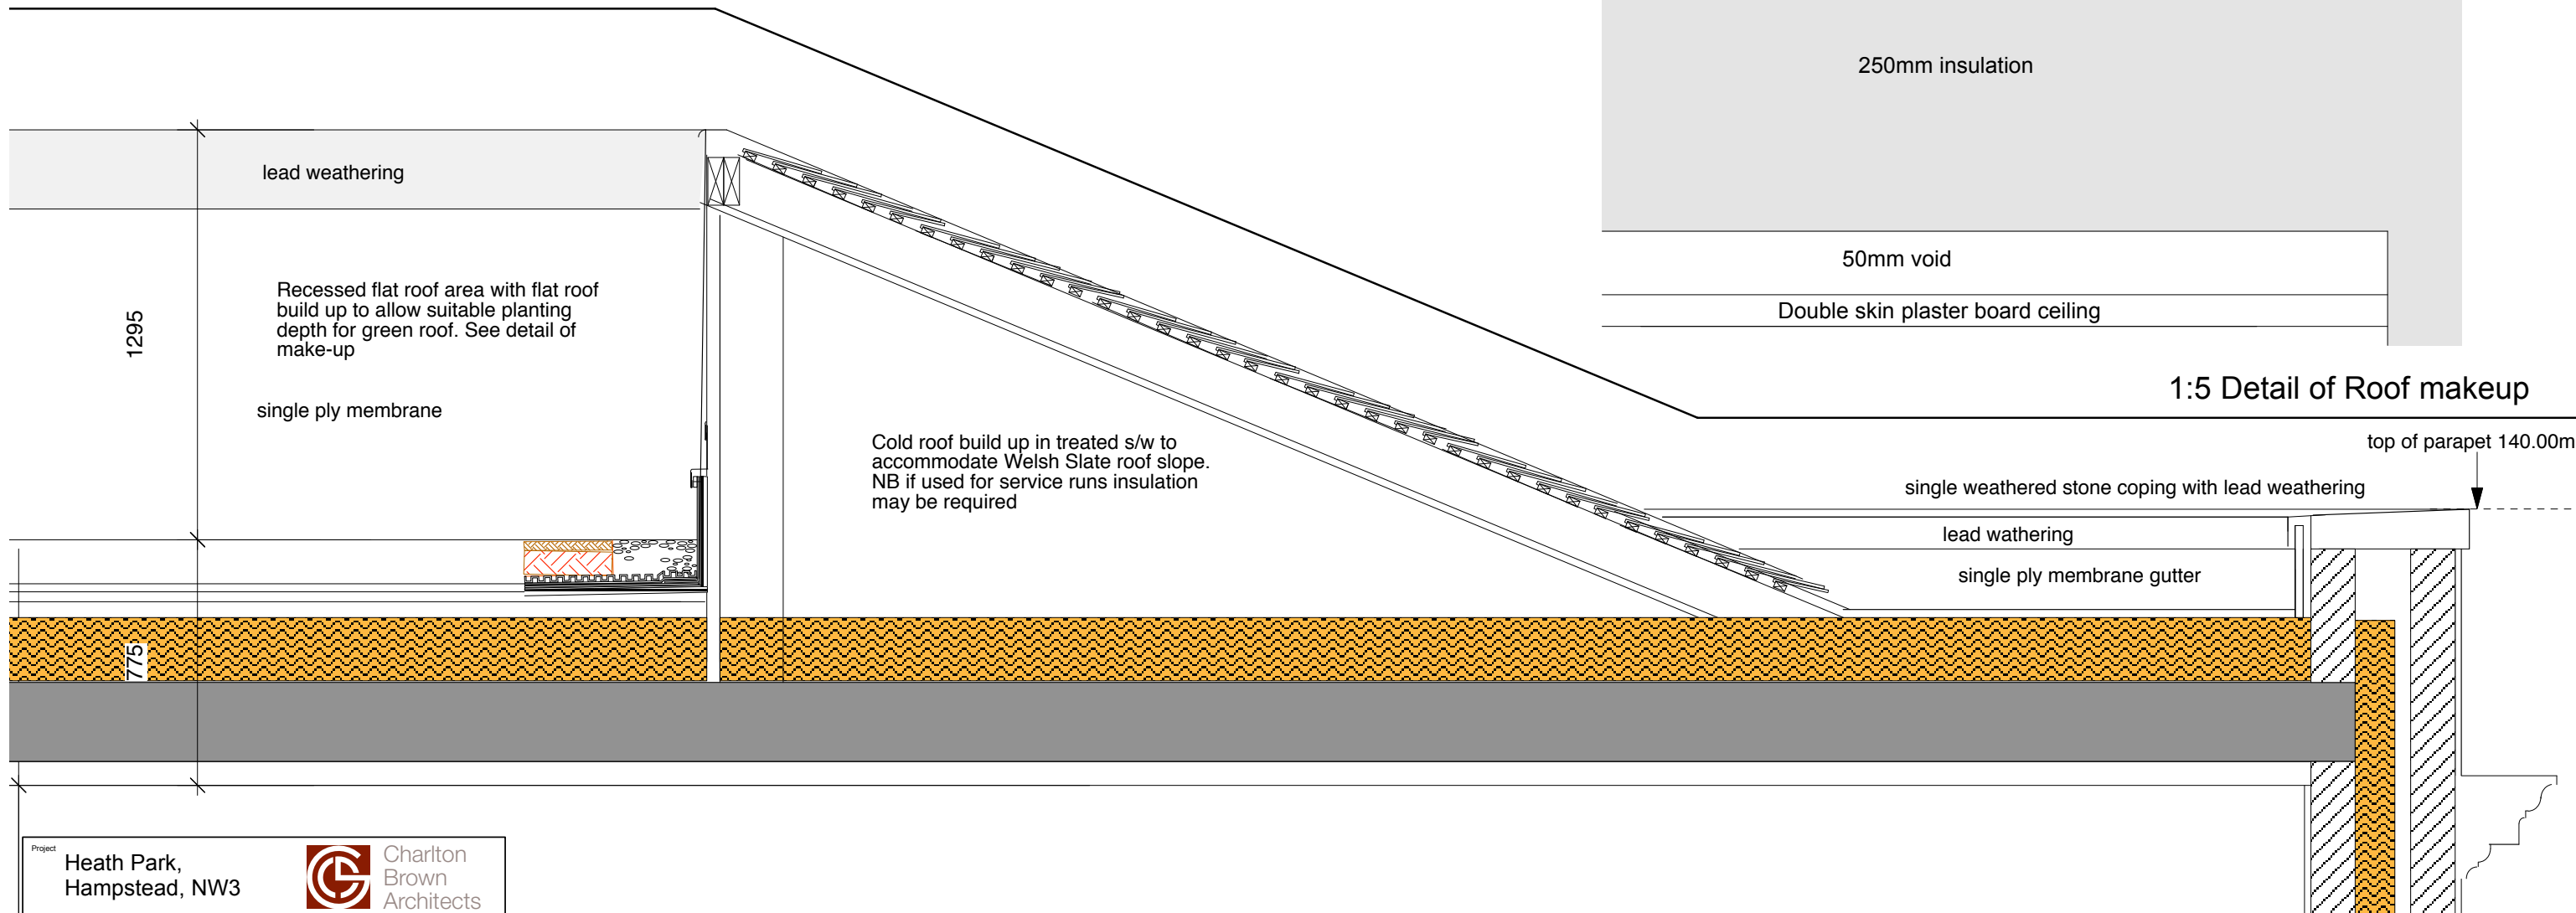 250mm insulation
50mm void
Double skin plaster board ceiling
1:5 Detail of Roof makeup
lead weathering
1295
Recessed flat roof area with flat roof
build up to allow suitable planting
depth for green roof. See detail of
make-up
single ply membrane
Cold roof build up in treated s/w to
accommodate Welsh Slate roof slope.
NB if used for service runs insulation
may be required
top of parapet 140.00m
single weathered stone coping with lead weathering
lead wathering
single ply membrane gutter
775
Project
Heath Park,
Hampstead, NW3
Charlton
Brown
Architects